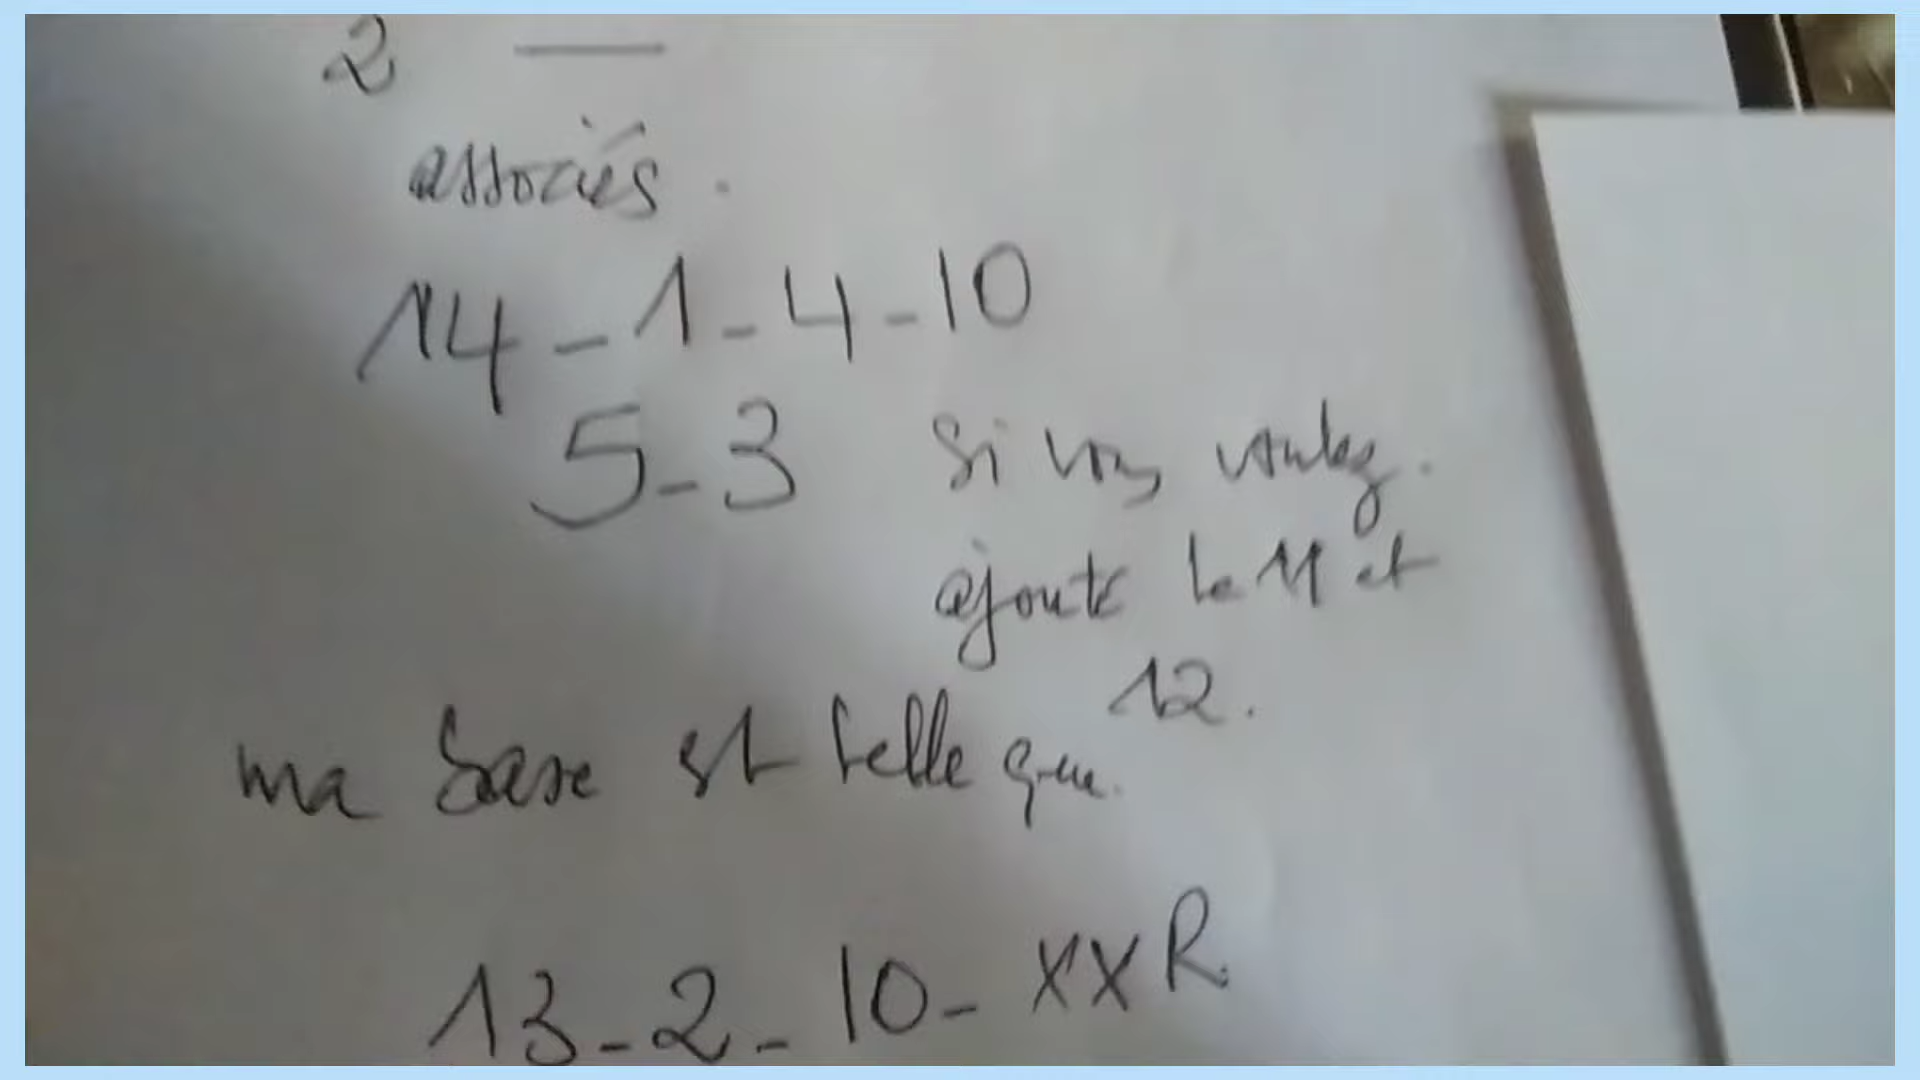 2 —
associés.
14 - 1 - 4 - 10
5 - 3 si vous voulez.
ajoute le 11 et
12.
ma base est telle que.
13 - 2 - 10 - XXR